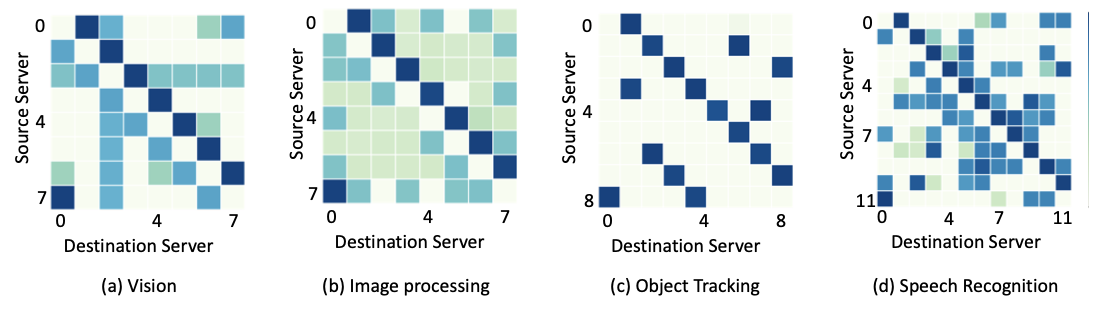 0
4
7
Source Server
0 4 7
Destination Server
(a) Vision
0
4
7
Source Server
0 4 7
Destination Server
(b) Image processing
0
4
8
Source Server
0 4 8
Destination Server
(c) Object Tracking
0
4
7
11
Source Server
0 4 7 11
Destination Server
(d) Speech Recognition